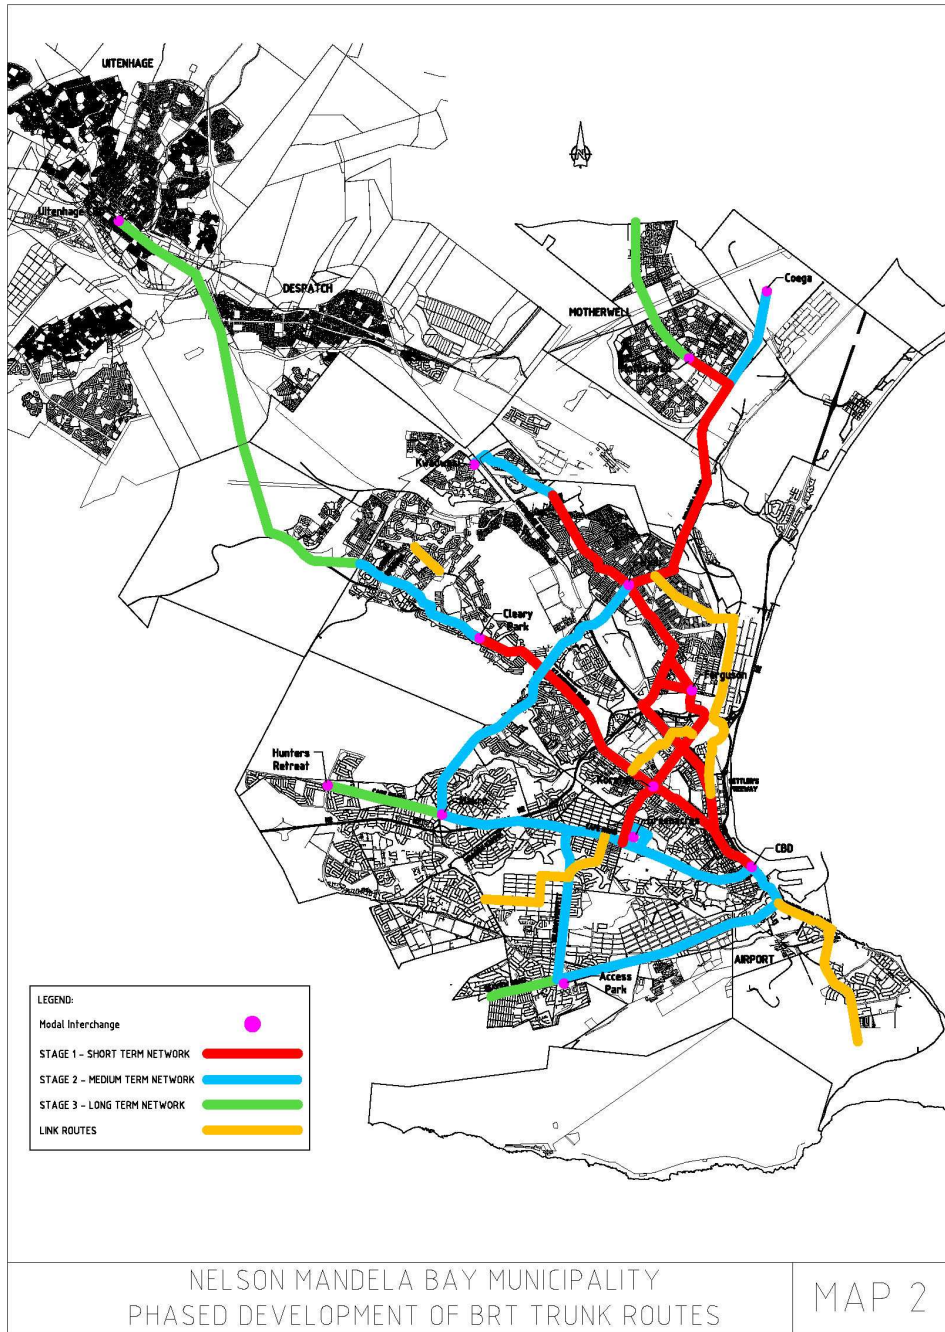 UITENHAGE
Uitenhage
DESPATCH
Coega
MOTHERWELL
Cleary
Park
Ferguson
Hunters
Retreat
SETTLERS
FREEWAY
CBD
AIRPORT
Access
Park
LEGEND:
Modal Interchange
STAGE 1 - SHORT TERM NETWORK
STAGE 2 - MEDIUM TERM NETWORK
STAGE 3 - LONG TERM NETWORK
LINK ROUTES
NELSON MANDELA BAY MUNICIPALITY
PHASED DEVELOPMENT OF BRT TRUNK ROUTES
MAP 2